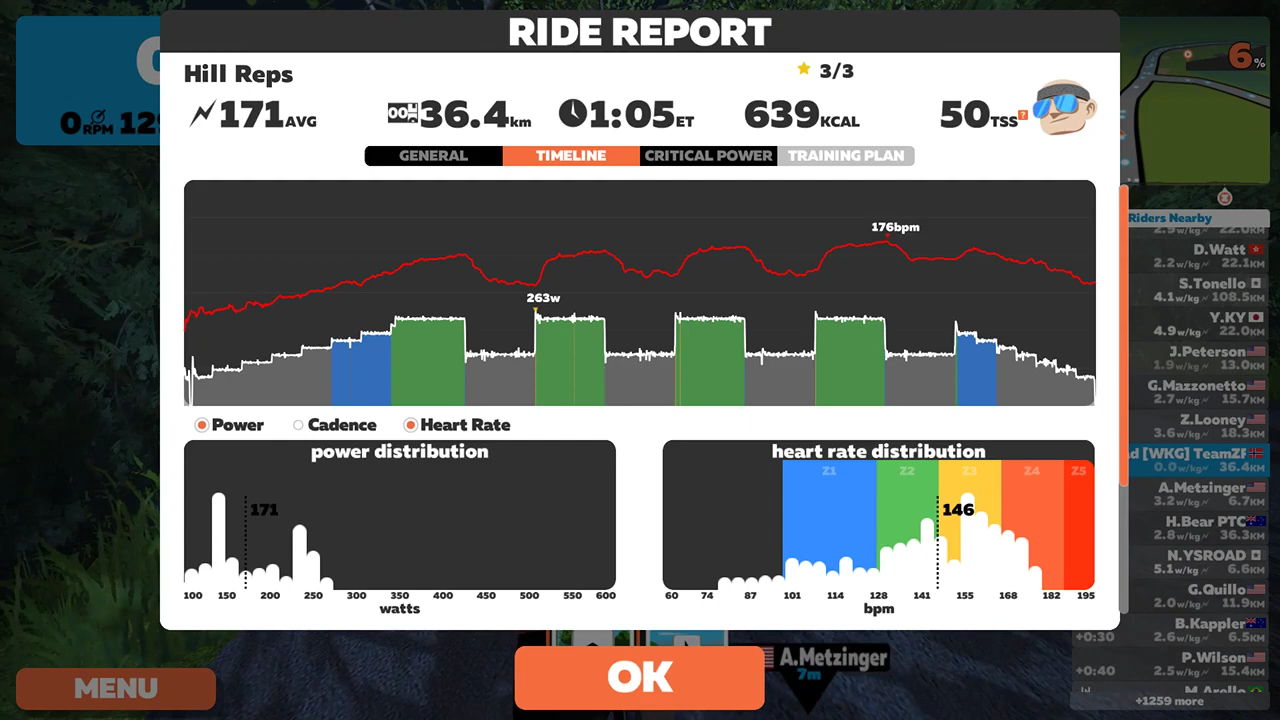 RIDE REPORT
Hill Reps
3/3
171AVG
36.4km
1:05ET
639KCAL
50TSS?
0RPM
GENERAL
TIMELINE
CRITICAL POWER
TRAINING PLAN
6%
176bpm
263w
Power
Cadence
Heart Rate
power distribution
171
100 150 200 250 300 350 400 450 500 550 600
watts
heart rate distribution
Z1 Z2 Z3 Z4 Z5
146
60 74 87 101 114 128 141 155 168 182 195
bpm
Riders Nearby
2.9w/kg 22.0KM
D.Watt
2.2w/kg 22.1KM
S.Tonello
4.1w/kg 108.5KM
Y.KY
4.9w/kg 22.0KM
J.Peterson
1.9w/kg 13.0KM
G.Mazzonetto
2.7w/kg 15.7KM
Z.Looney
3.6w/kg 18.3KM
[WKG] TeamZF
0.0w/kg 36.4KM
A.Metzinger
3.2w/kg 6.7KM
H.Bear PTC
2.8w/kg 36.3KM
N.YSROAD
5.1w/kg 6.6KM
G.Quillo
2.0w/kg 11.9KM
B.Kappler
+0:30 2.6w/kg 6.5KM
P.Wilson
+0:40 2.5w/kg 15.4KM
M.Arello
+1259 more
A.Metzinger
7m
MENU
OK